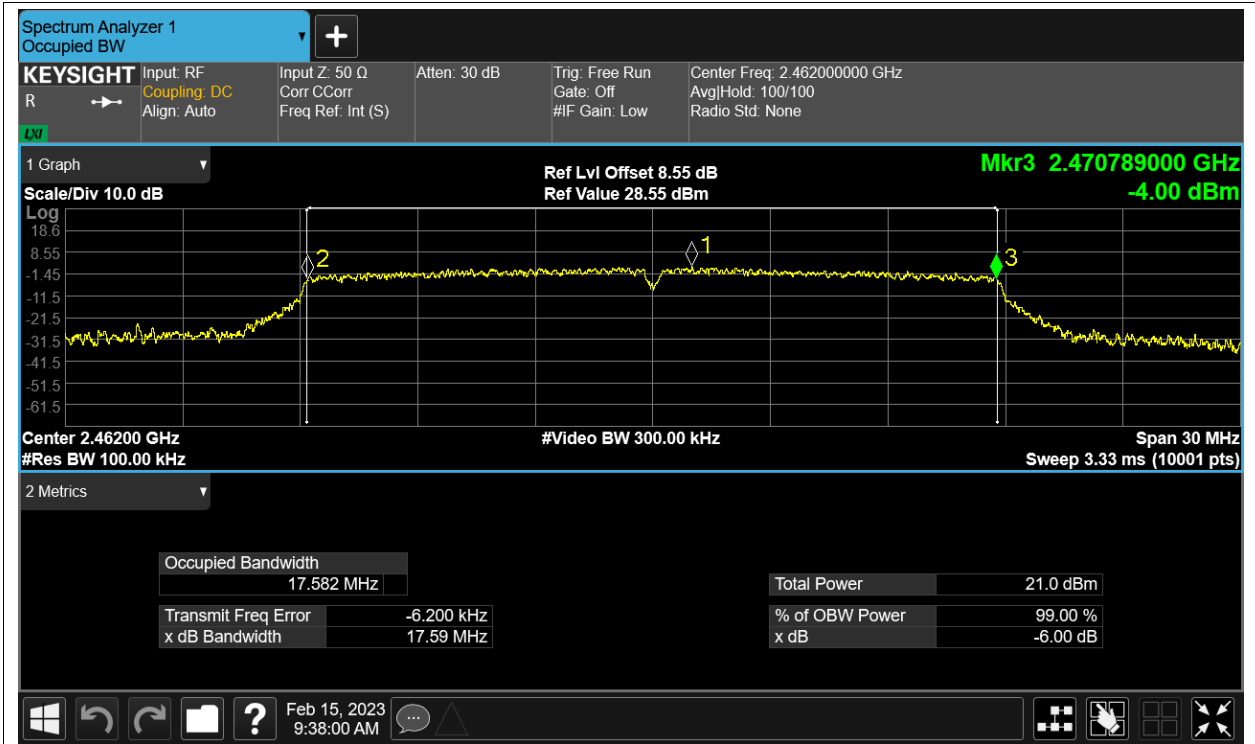 Spectrum Analyzer 1
Occupied BW
KEYSIGHT
R
LXI
Input: RF
Coupling: DC
Align: Auto
Input Z: 50 Ω
Corr CCorr
Freq Ref: Int (S)
Atten: 30 dB
Trig: Free Run
Gate: Off
#IF Gain: Low
Center Freq: 2.462000000 GHz
Avg|Hold: 100/100
Radio Std: None
1 Graph
Scale/Div 10.0 dB
Ref Lvl Offset 8.55 dB
Ref Value 28.55 dBm
Mkr3 2.470789000 GHz
-4.00 dBm
Log
18.6
8.55
-1.45
-11.5
-21.5
-31.5
-41.5
-51.5
-61.5
2
1
3
Center 2.46200 GHz
#Video BW 300.00 kHz
Span 30 MHz
#Res BW 100.00 kHz
Sweep 3.33 ms (10001 pts)
2 Metrics
Occupied Bandwidth
17.582 MHz
Total Power 21.0 dBm
Transmit Freq Error -6.200 kHz
% of OBW Power 99.00 %
x dB Bandwidth 17.59 MHz
x dB -6.00 dB
?
Feb 15, 2023
9:38:00 AM